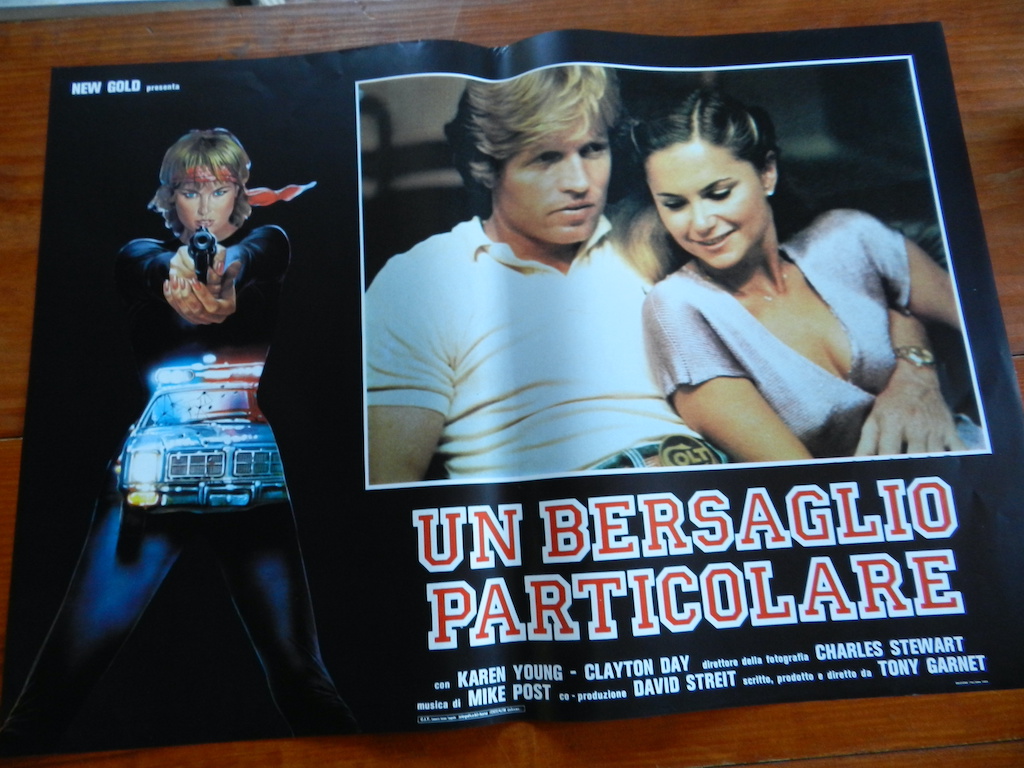 NEW GOLD presenta
COLT
UN BERSAGLIO
PARTICOLARE
con KAREN YOUNG - CLAYTON DAY direttore della fotografia CHARLES STEWART
musica di MIKE POST co-produzione DAVID STREIT scritto, prodotto e diretto da TONY GARNET